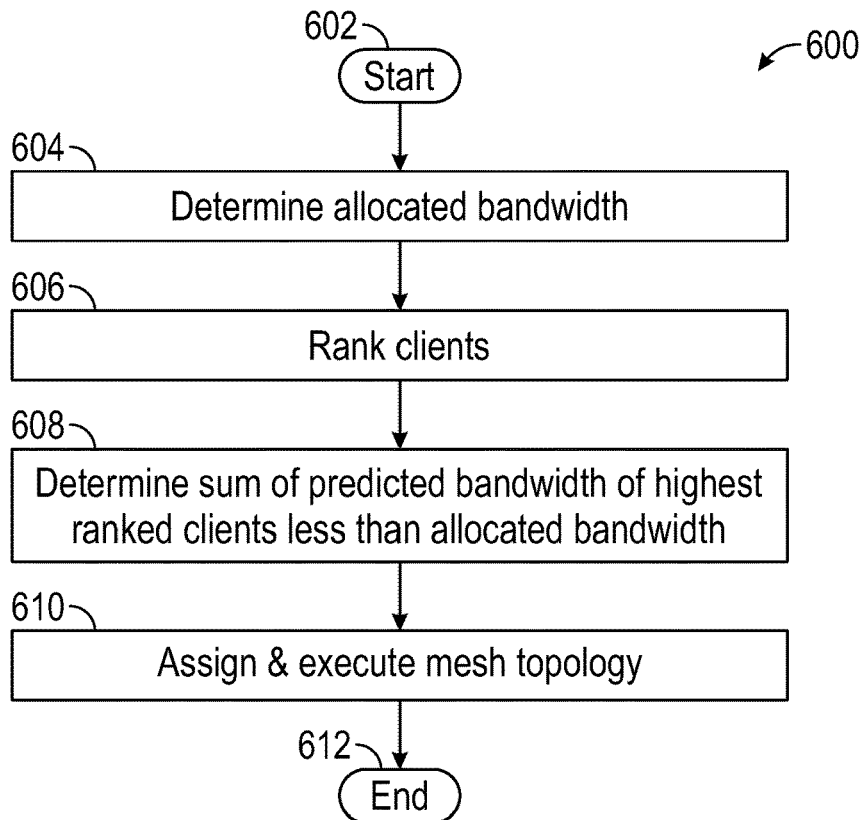 602
Start
600
604
Determine allocated bandwidth
606
Rank clients
608
Determine sum of predicted bandwidth of highest
ranked clients less than allocated bandwidth
610
Assign & execute mesh topology
612
End